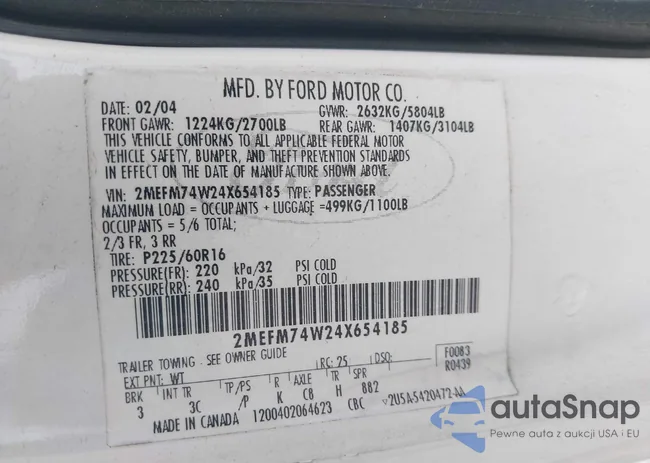 MFD. BY FORD MOTOR CO.
DATE: 02/04 GVWR: 2632KG/5804LB
FRONT GAWR: 1224KG/2700LB REAR GAWR: 1407KG/3104LB
THIS VEHICLE CONFORMS TO ALL APPLICABLE FEDERAL MOTOR
VEHICLE SAFETY, BUMPER, AND THEFT PREVENTION STANDARDS
IN EFFECT ON THE DATE OF MANUFACTURE SHOWN ABOVE.
VIN: 2MEFM74W24X654185 TYPE: PASSENGER
MAXIMUM LOAD = OCCUPANTS + LUGGAGE =499KG/1100LB
OCCUPANTS = 5/6 TOTAL;
2/3 FR, 3 RR
TIRE: P225/60R16
PRESSURE(FR): 220 kPa/32 PSI COLD
PRESSURE(RR): 240 kPa/35 PSI COLD
2MEFM74W24X654185
TRAILER TOWING - SEE OWNER GUIDE
F0083
EXT PNT: WT RC: 25 DSO:
R0439
BRK INT TR TP/PS R AXLE TR SPR
3 3C /P K C8 H 882
MADE IN CANADA 1200402064623 CBC
autaSnap
Pewne auta z aukcji USA i EU